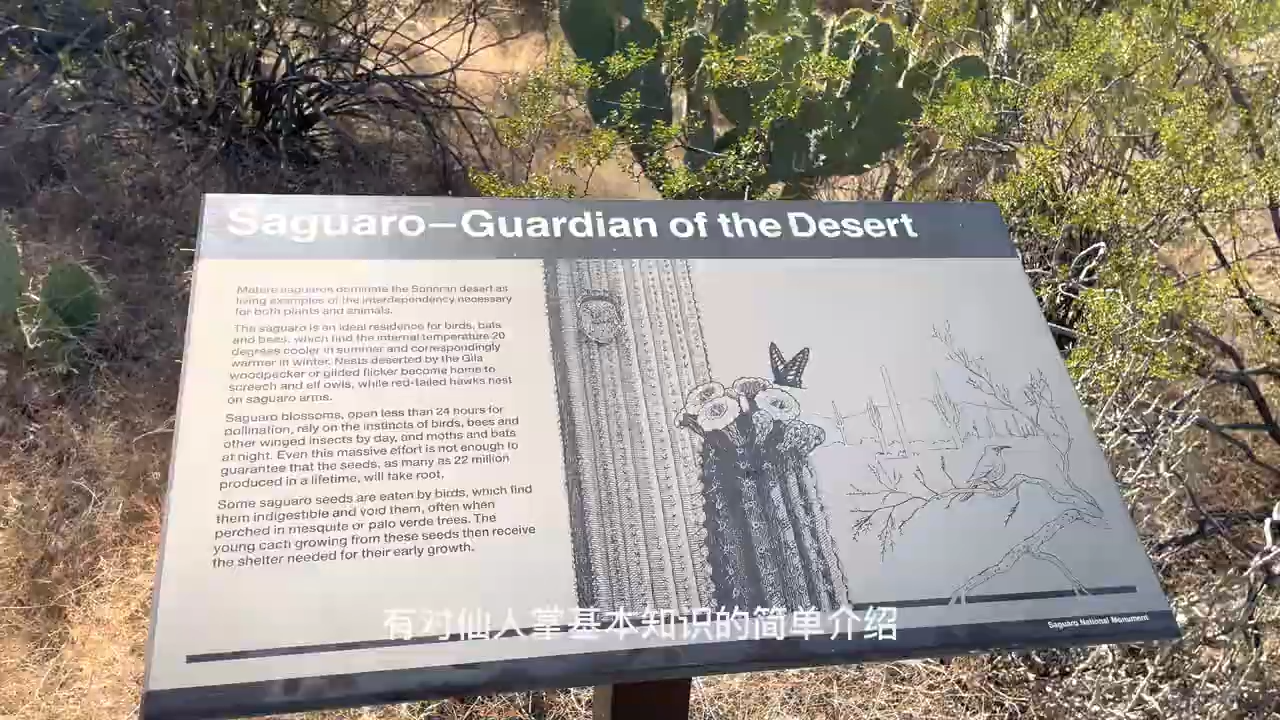 Saguaro–Guardian of the Desert
Mature saguaros dominate the Sonoran desert as
living examples of the interdependency necessary
for both plants and animals.
The saguaro is an ideal residence for birds, bats
and bees, which find the internal temperature 20
degrees cooler in summer and correspondingly
warmer in winter. Nests deserted by the Gila
woodpecker or gilded flicker become home to
screech and elf owls, while red-tailed hawks nest
on saguaro arms.
Saguaro blossoms, open less than 24 hours for
pollination, rely on the instincts of birds, bees and
other winged insects by day, and moths and bats
at night. Even this massive effort is not enough to
guarantee that the seeds, as many as 22 million
produced in a lifetime, will take root.
Some saguaro seeds are eaten by birds, which find
them indigestible and void them, often when
perched in mesquite or palo verde trees. The
young cacti growing from these seeds then receive
the shelter needed for their early growth.
有对仙人掌基本知识的简单介绍
Saguaro National Monument